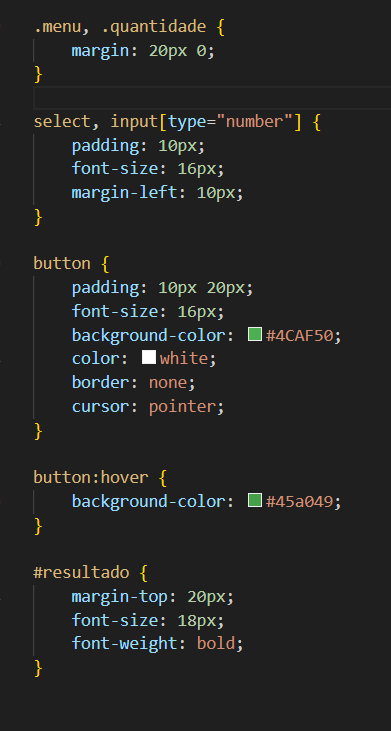 .menu, .quantidade {
    margin: 20px 0;
}

select, input[type="number"] {
    padding: 10px;
    font-size: 16px;
    margin-left: 10px;
}

button {
    padding: 10px 20px;
    font-size: 16px;
    background-color: #4CAF50;
    color: white;
    border: none;
    cursor: pointer;
}

button:hover {
    background-color: #45a049;
}

#resultado {
    margin-top: 20px;
    font-size: 18px;
    font-weight: bold;
}